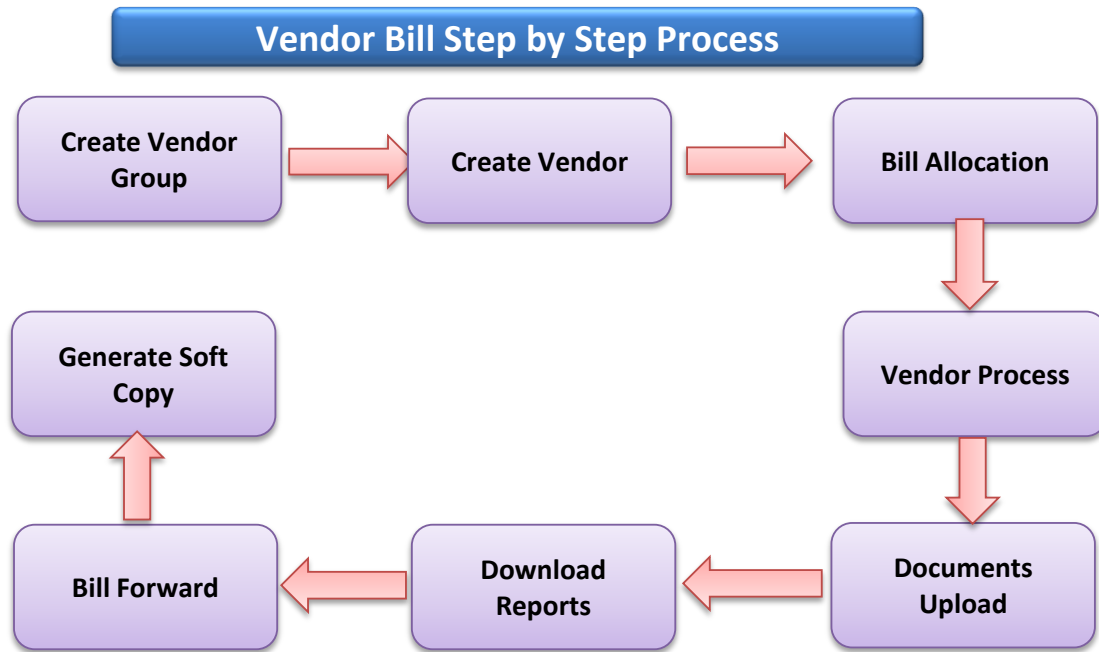 Vendor Bill Step by Step Process
Create Vendor
Group
Create Vendor
Bill Allocation
Vendor Process
Documents
Upload
Download
Reports
Bill Forward
Generate Soft
Copy